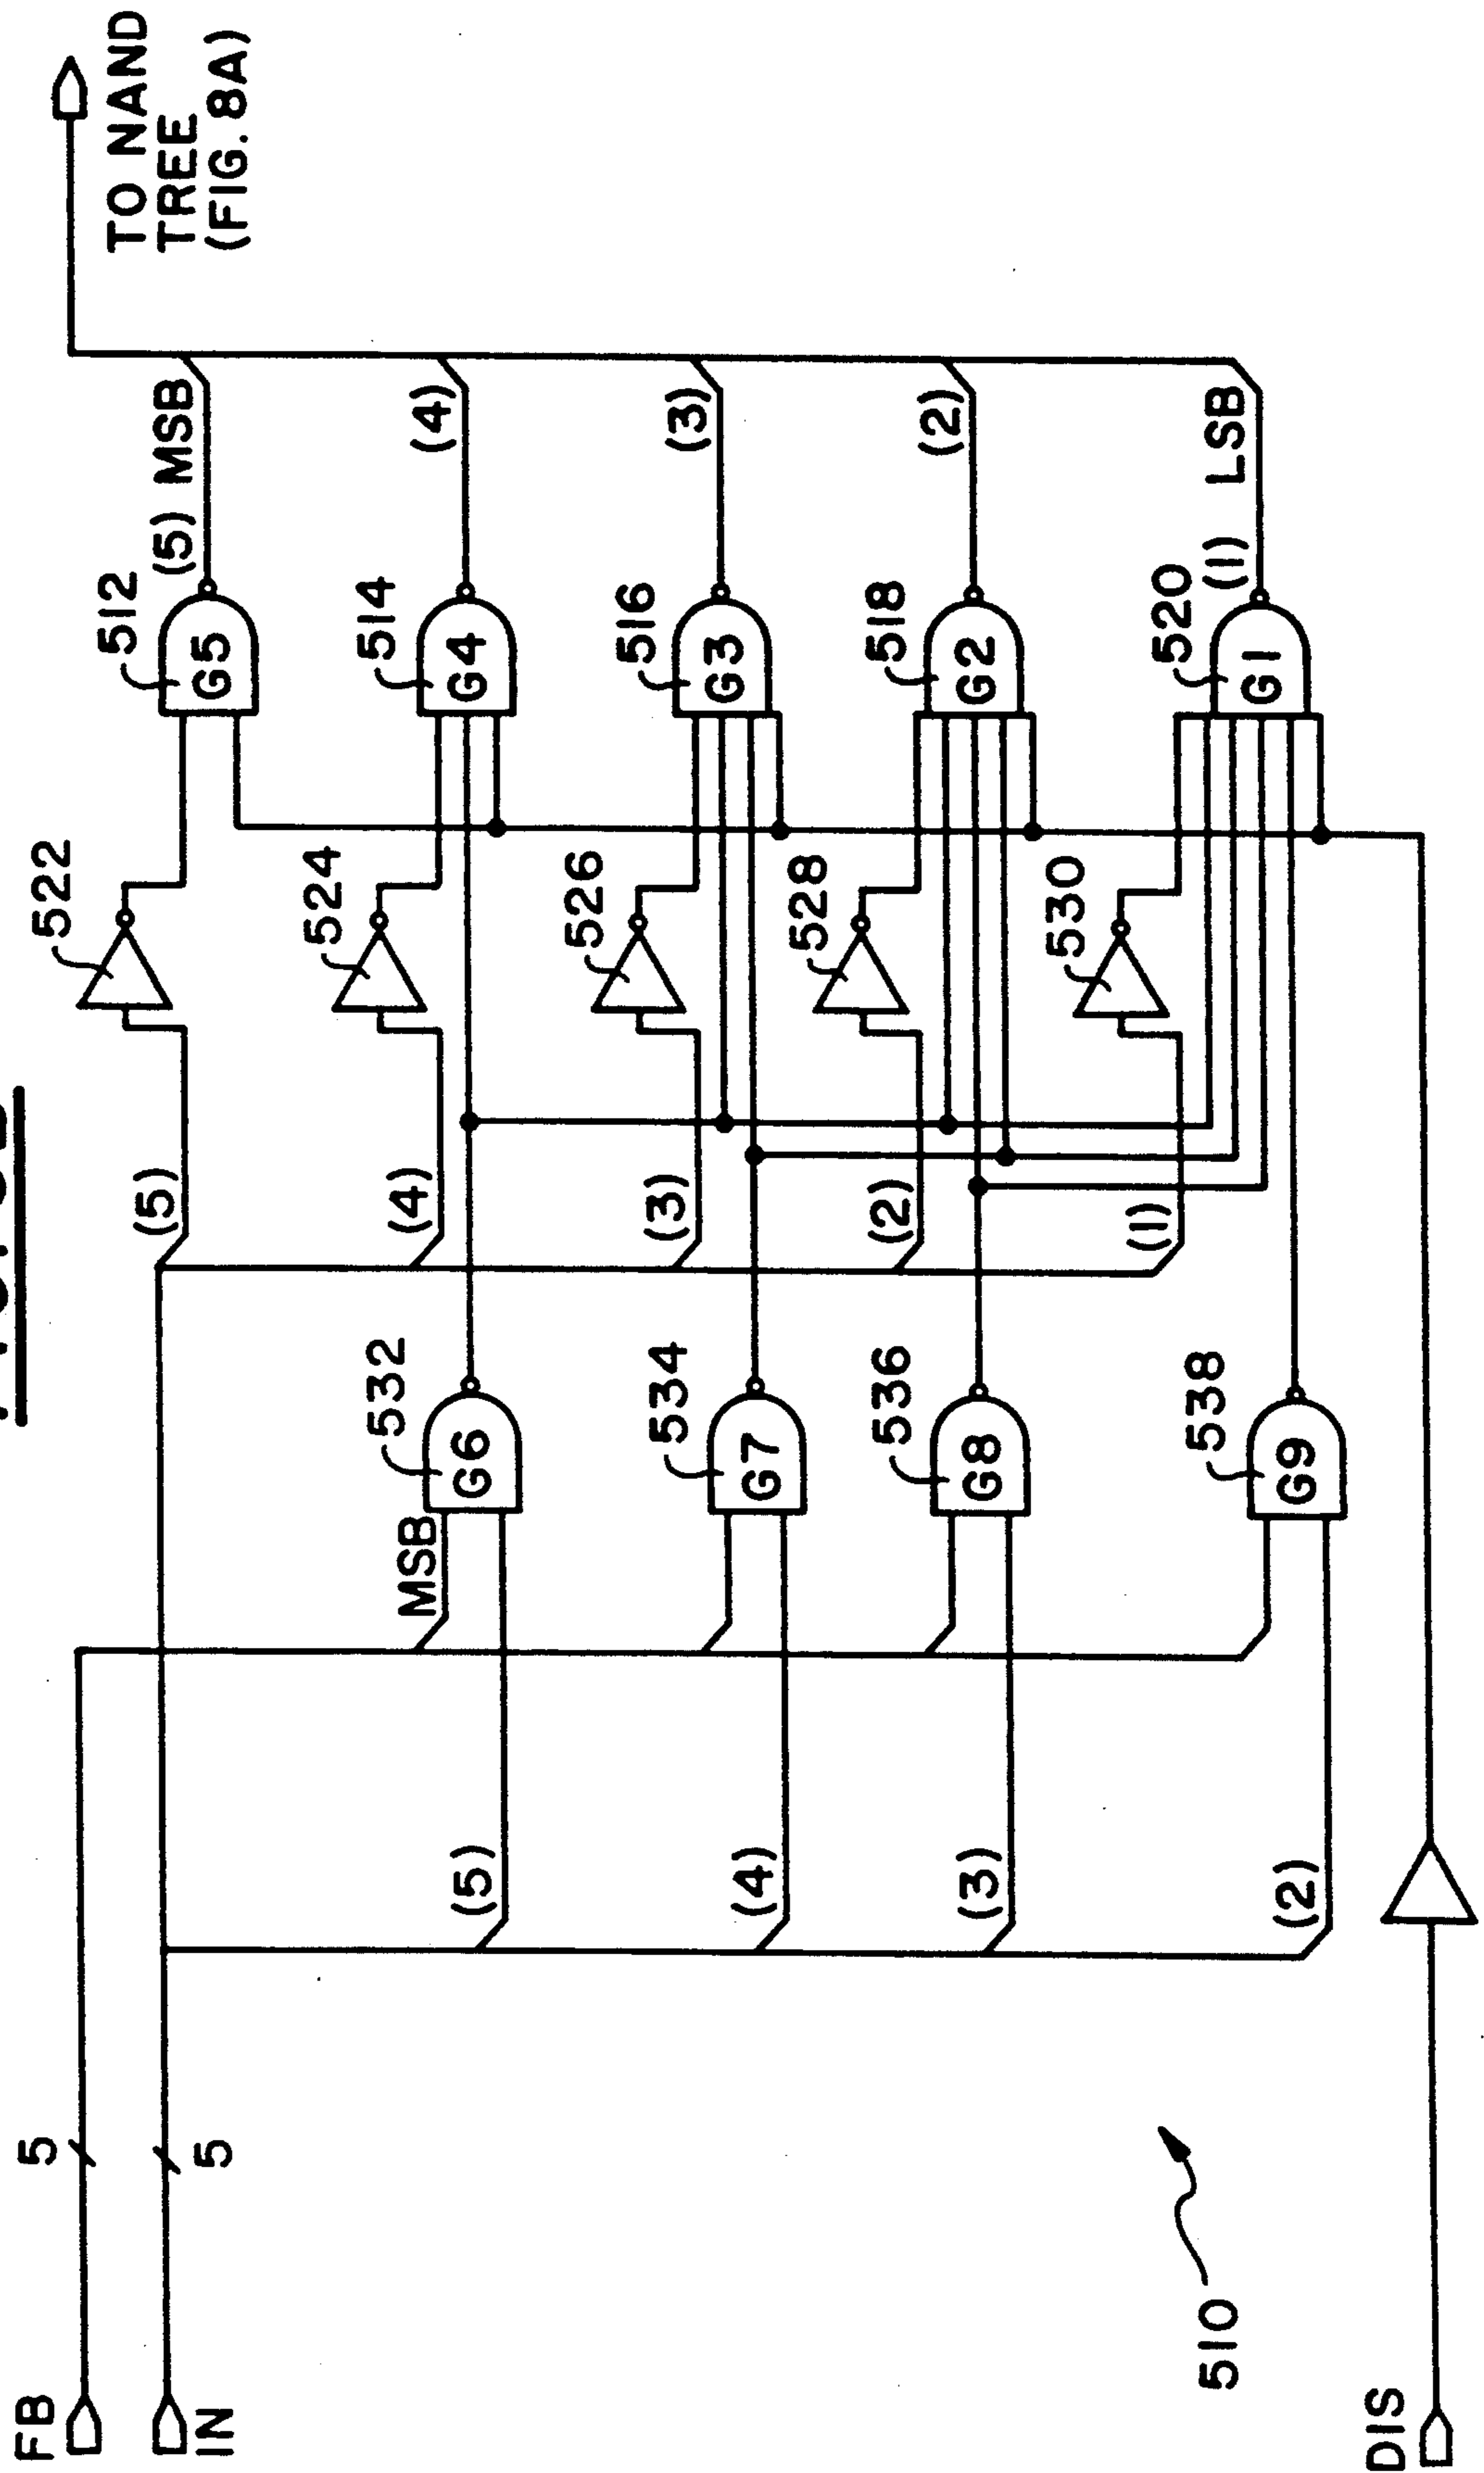 FB
5
IN
5
DIS
510
(5)
(4)
(3)
(2)
MSB
G6
532
G7
534
G8
536
G9
538
(5)
(4)
(3)
(2)
(1)
522
524
526
528
530
G5
512
G4
514
G3
516
G2
518
G1
520
(5) MSB
(4)
(3)
(2)
(1) LSB
TO NAND
TREE
(FIG. 8A)